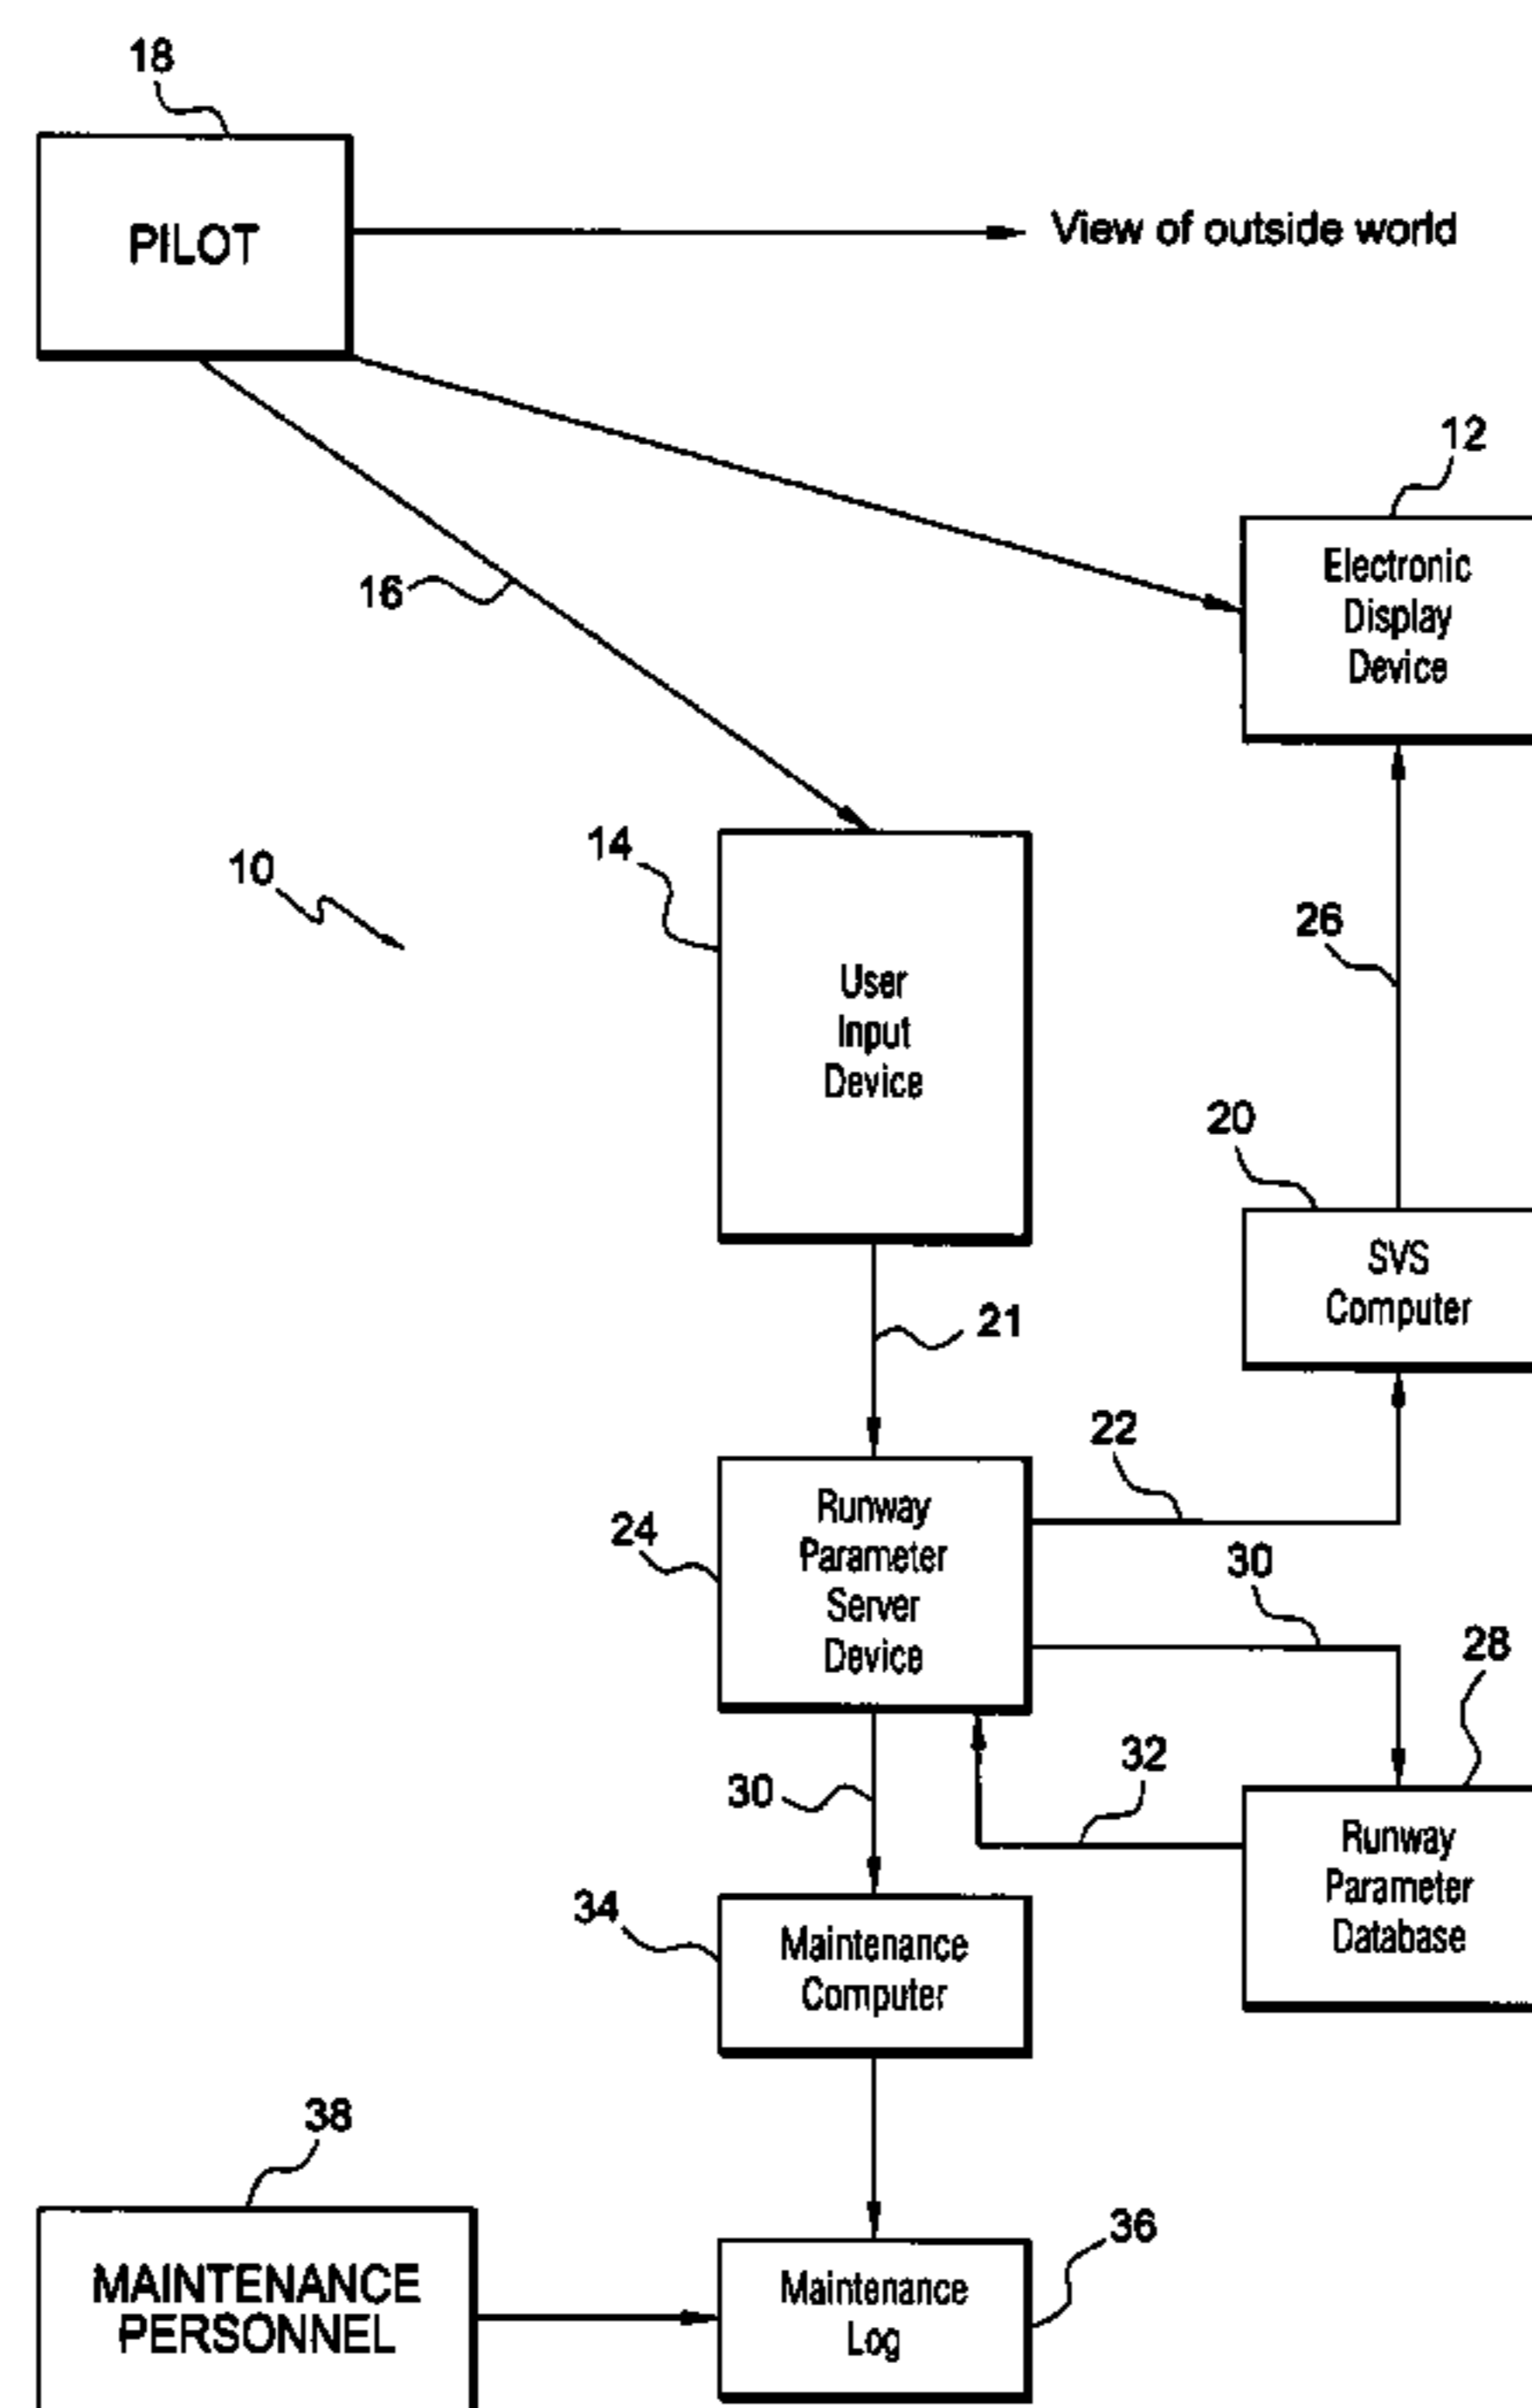 18
PILOT
View of outside world
12
Electronic
Display
Device
16
14
10
User
Input
Device
26
20
SVS
Computer
21
22
24
Runway
Parameter
Server
Device
30
28
32
30
Runway
Parameter
Database
34
Maintenance
Computer
38
36
MAINTENANCE
PERSONNEL
Maintenance
Log